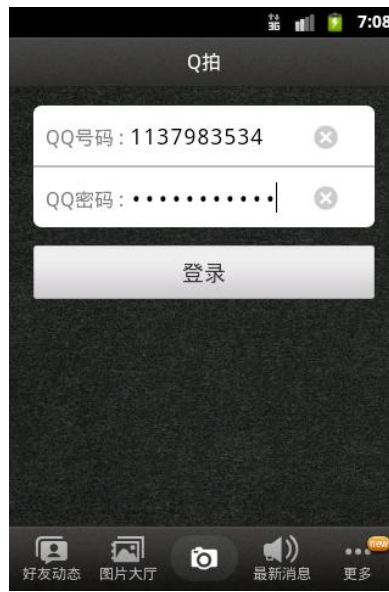 3G 7:08
Q拍
QQ号码 : 1137983534
QQ密码 : •••••••••••
登录
new
好友动态 图片大厅 最新消息 更多